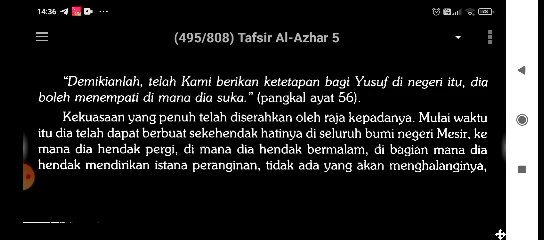 14:36
(495/808) Tafsir Al-Azhar 5
“Demikianlah, telah Kami berikan ketetapan bagi Yusuf di negeri itu, dia
boleh menempati di mana dia suka.” (pangkal ayat 56).
Kekuasaan yang penuh telah diserahkan oleh raja kepadanya. Mulai waktu
itu dia telah dapat berbuat sekehendak hatinya di seluruh bumi negeri Mesir, ke
mana dia hendak pergi, di mana dia hendak bermalam, di bagian mana dia
hendak mendirikan istana peranginan, tidak ada yang akan menghalanginya,